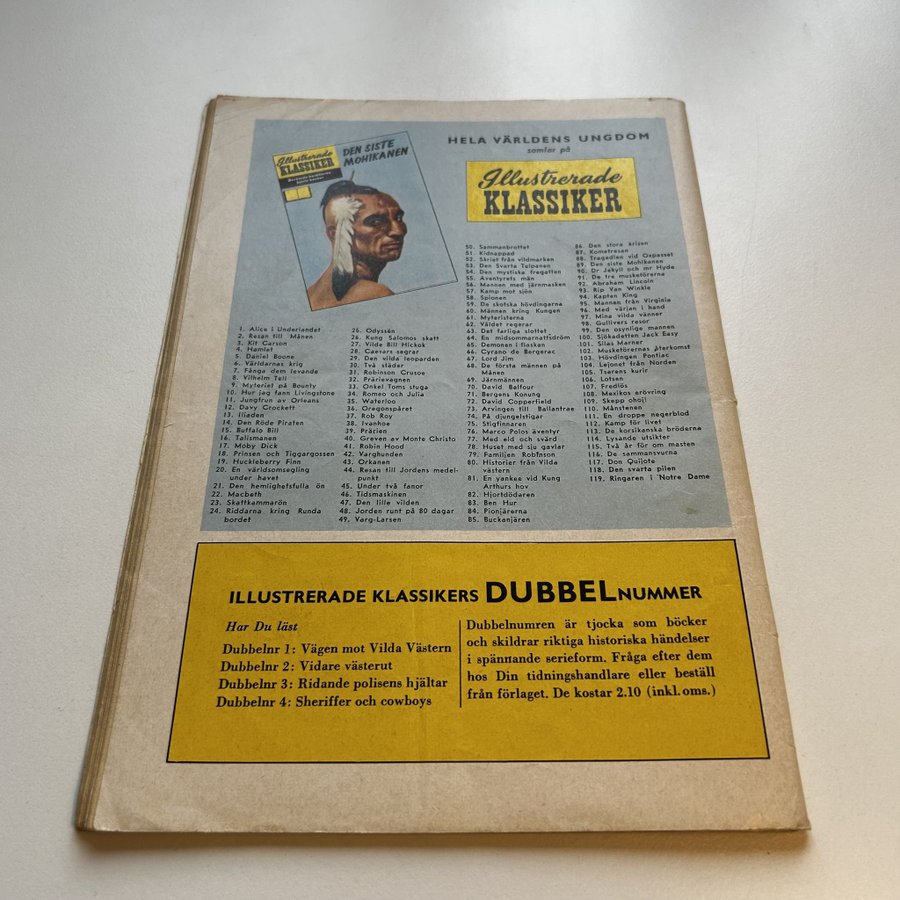 Illustrerade
KLASSIKER
DEN SISTE
MOHIKANEN
HELA VÄRLDENS UNGDOM
samlar på
Illustrerade
KLASSIKER
1. Alice i Underlandet
2. Resan till Månen
3. Kit Carson
4. Hamlet
5. Daniel Boone
6. Världarnas krig
7. Fånga dem levande
8. Vilhelm Tell
9. Myteriet på Bounty
10. Hur jag fann Livingstone
11. Jungfrun av Orleans
12. Davy Crockett
13. Iliaden
14. Den Röde Piraten
15. Buffalo Bill
16. Talismanen
17. Moby Dick
18. Prinsen och Tiggargossen
19. Huckleberry Finn
20. En världsomsegling
under havet
21. Den hemlighetsfulla ön
22. Macbeth
23. Skattkammarön
24. Riddarna kring Runda
bordet
26. Odyssén
27. Kung Salomos skatt
27. Vilde Bill Hickok
28. Caesars segrar
29. Den vilda leoparden
30. Två städer
31. Robinson Crusoe
32. Prärievagnen
33. Onkel Toms stuga
34. Romeo och Julia
35. Waterloo
36. Oregonspåret
37. Rob Roy
38. Ivanhoe
39. Prärien
40. Greven av Monte Christo
41. Robin Hood
42. Varghunden
43. Orkanen
44. Resan till Jordens medel-
punkt
45. Under två fanor
46. Tidsmaskinen
47. Den lille vilden
48. Jorden runt på 80 dagar
49. Varg-Larsen
50. Sammanbrottet
51. Kidnappad
52. Skriet från vildmarken
53. Den Svarta Tulpanen
54. Den mystiska fregatten
55. Äventyrets män
56. Mannen med järnmasken
57. Kamp mot sjön
58. Spionen
59. De skotska hövdingarna
60. Männen kring Kungen
61. Myteristerna
62. Våldet regerar
63. Det farliga slottet
64. En midsommarnattsdröm
65. Demonen i flaskan
66. Cyrano de Bergerac
67. Lord Jim
68. De första männen på
Månen
69. Järnmannen
70. David Balfour
71. Bergens Konung
72. David Copperfield
73. Arvingen till Ballantrae
74. På djungelstigar
75. Stigfinnaren
76. Marco Polos äventyr
77. Med eld och svärd
78. Huset med sju gavlar
79. Familjen Robinson
80. Historier från Vilda
västern
81. En yankee vid Kung
Arthurs hov
82. Hjortdödaren
83. Ben Hur
84. Pionjärerna
85. Buckanjären
86. Den stora krisen
87. Kometresan
88. Tragedien vid Oxpasset
89. Den siste Mohikanen
90. Dr Jekyll och mr Hyde
91. De tre musketörerna
92. Abraham Lincoln
93. Rip Van Winkle
94. Kapten King
95. Mannen från Virginia
96. Med värjan i hand
97. Mina vilda vänner
98. Gullivers resor
99. Den osynlige mannen
100. Sjökadetten Jack Easy
101. Silas Marner
102. Musketörernas återkomst
103. Hövdingen Pontiac
104. Lejonet från Norden
105. Tsarens kurir
106. Lotsen
107. Fredlös
108. Mexikos erövring
109. Skepp ohoj!
110. Månstenen
111. En droppe negerblod
112. Kamp för livet
113. De korsikanska bröderna
114. Lysande utsikter
115. Två år för om masten
116. De sammansvurna
117. Don Quijote
118. Den svarta pilen
119. Ringaren i Notre Dame
ILLUSTRERADE KLASSIKERS DUBBELNUMMER
Har Du läst
Dubbelnr 1: Vägen mot Vilda Västern
Dubbelnr 2: Vidare västerut
Dubbelnr 3: Ridande polisens hjältar
Dubbelnr 4: Sheriffer och cowboys
Dubbelnumren är tjocka som böcker
och skildrar riktiga historiska händelser
i spännande serieform. Fråga efter dem
hos Din tidningshandlare eller beställ
från förlaget. De kostar 2.10 (inkl. oms.)